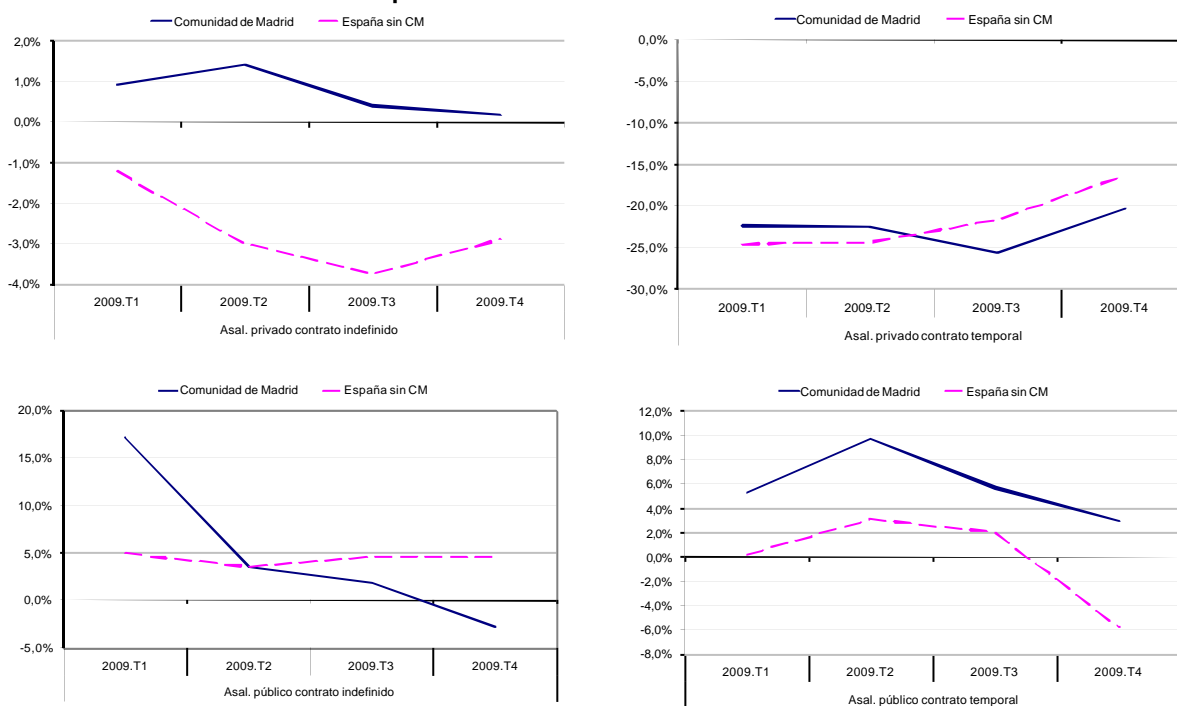 Comunidad de Madrid España sin CM
2,0%
1,0%
0,0%
-1,0%
-2,0%
-3,0%
-4,0%
2009.T1 2009.T2 2009.T3 2009.T4
Asal. privado contrato indefinido
Comunidad de Madrid España sin CM
0,0%
-5,0%
-10,0%
-15,0%
-20,0%
-25,0%
-30,0%
2009.T1 2009.T2 2009.T3 2009.T4
Asal. privado contrato temporal
Comunidad de Madrid España sin CM
20,0%
15,0%
10,0%
5,0%
0,0%
-5,0%
2009.T1 2009.T2 2009.T3 2009.T4
Asal. público contrato indefinido
Comunidad de Madrid España sin CM
12,0%
10,0%
8,0%
6,0%
4,0%
2,0%
0,0%
-2,0%
-4,0%
-6,0%
-8,0%
2009.T1 2009.T2 2009.T3 2009.T4
Asal. público contrato temporal